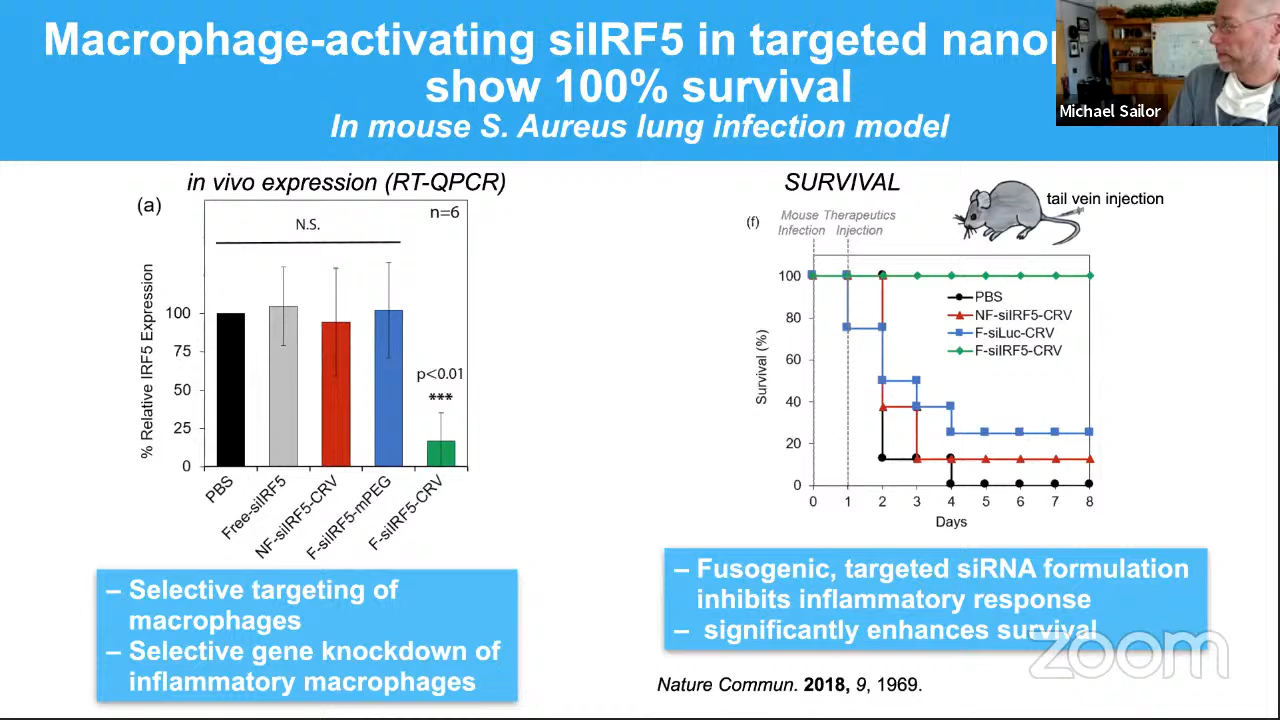 Macrophage-activating siIRF5 in targeted nanop
show 100% survival
In mouse S. Aureus lung infection model
Michael Sailor
in vivo expression (RT-QPCR)
(a)
n=6
N.S.
% Relative IRF5 Expression
100
75
50
25
0
p<0.01
***
PBS
Free-siIRF5
NF-siIRF5-CRV
F-siIRF5-mPEG
F-siIRF5-CRV
– Selective targeting of
macrophages
– Selective gene knockdown of
inflammatory macrophages
SURVIVAL
tail vein injection
(f)
Mouse Therapeutics
Infection Injection
Survival (%)
100
80
60
40
20
0
PBS
NF-siIRF5-CRV
F-siLuc-CRV
F-siIRF5-CRV
0 1 2 3 4 5 6 7 8
Days
– Fusogenic, targeted siRNA formulation
inhibits inflammatory response
– significantly enhances survival
zoom
Nature Commun. 2018, 9, 1969.